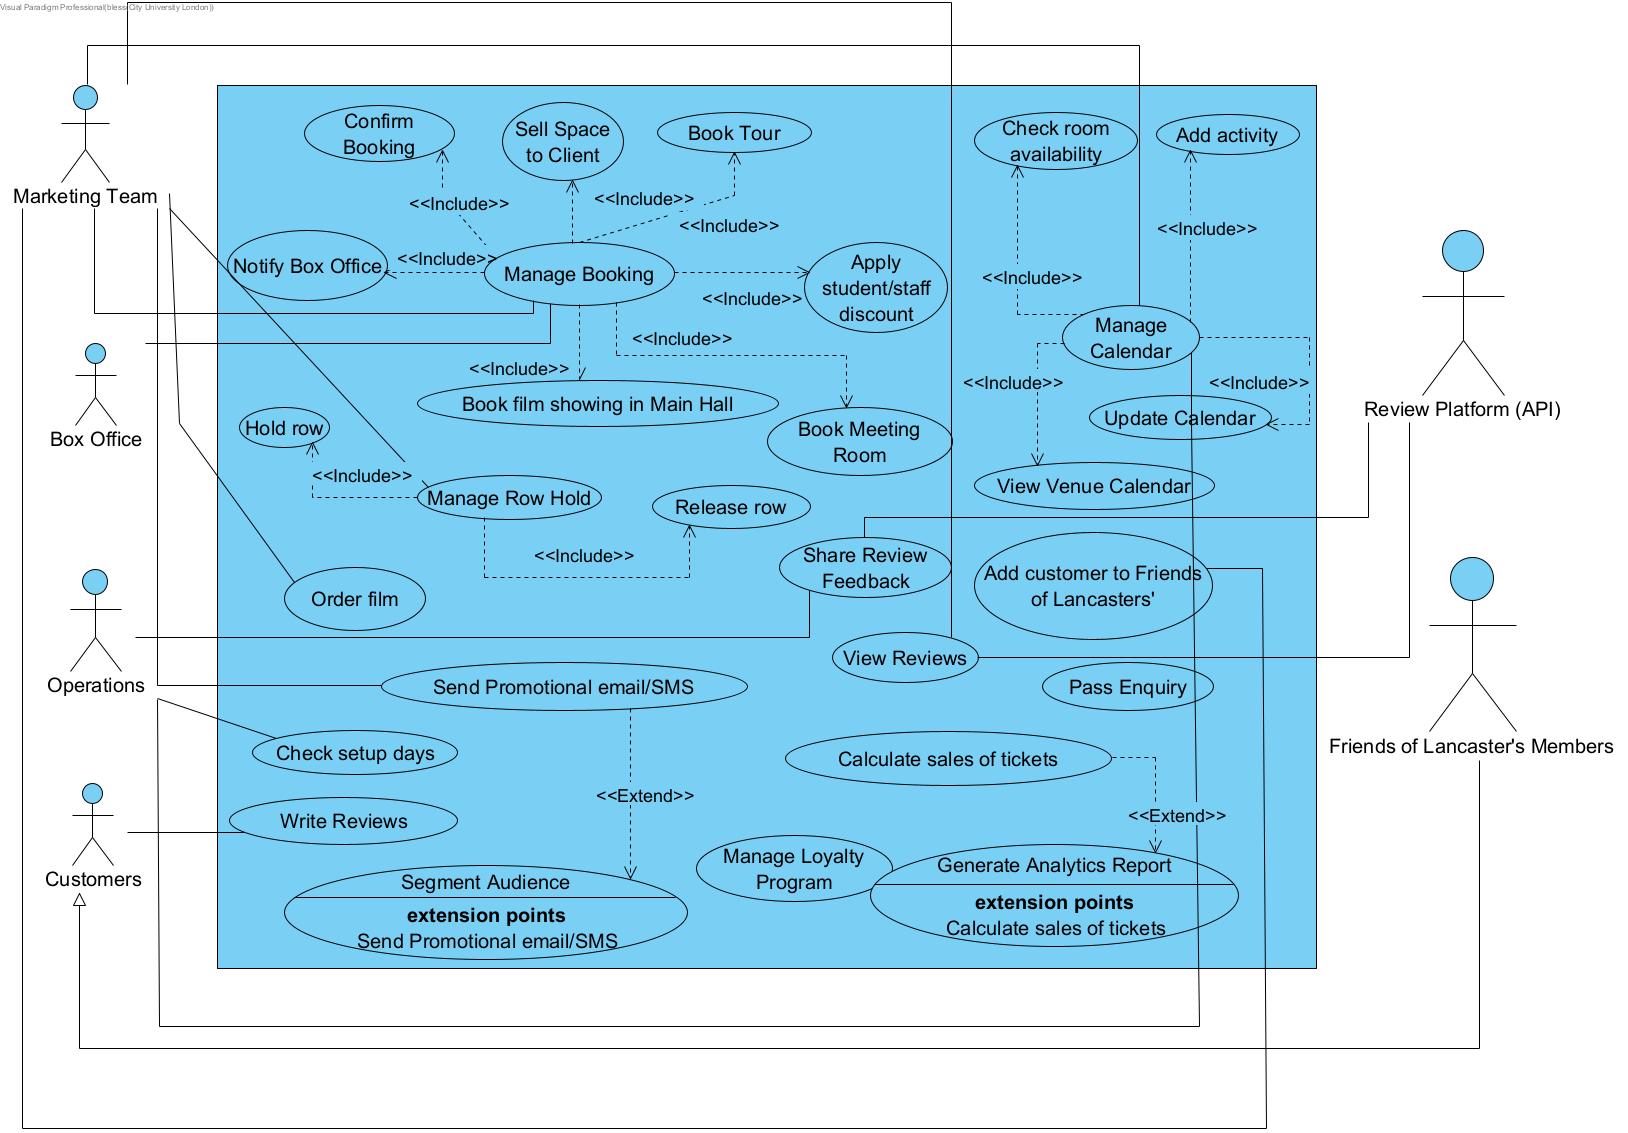 Visual Paradigm Professional(bless(City University London))
Confirm
Booking
Sell Space
to Client
Book Tour
Check room
availability
Add activity
Marketing Team
<<Include>>
<<Include>>
<<Include>>
<<Include>>
Notify Box Office
<<Include>>
Manage Booking
Apply
student/staff
discount
<<Include>>
<<Include>>
<<Include>>
Manage
Calendar
<<Include>>
<<Include>>
<<Include>>
Book film showing in Main Hall
Update Calendar
Review Platform (API)
Box Office
Hold row
Book Meeting
Room
<<Include>>
Manage Row Hold
View Venue Calendar
Release row
<<Include>>
Share Review
Feedback
Add customer to Friends
of Lancasters'
Order film
View Reviews
Operations
Send Promotional email/SMS
Pass Enquiry
Check setup days
Calculate sales of tickets
Friends of Lancaster's Members
<<Extend>>
<<Extend>>
Write Reviews
Customers
Manage Loyalty
Program
Generate Analytics Report
extension points
Calculate sales of tickets
Segment Audience
extension points
Send Promotional email/SMS